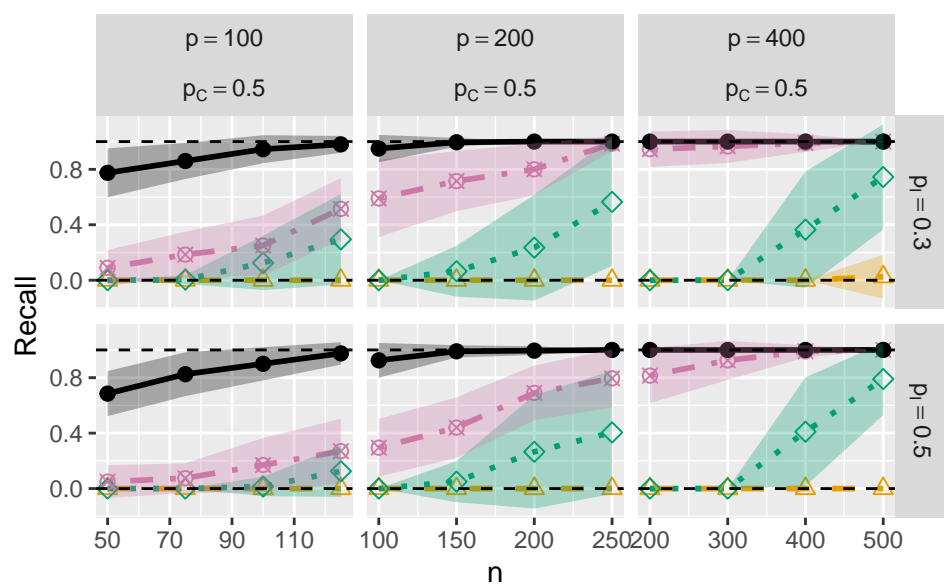 p = 100
p = 200
p = 400
p_C = 0.5
p_C = 0.5
p_C = 0.5
0.8
0.4
0.0
p_I = 0.3
0.8
0.4
0.0
p_I = 0.5
Recall
50 70 90 110
100 150 200 250
200 300 400 500
n